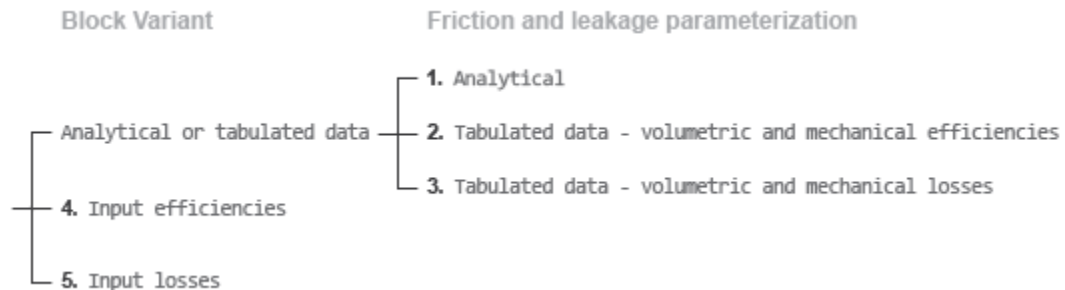 Block Variant
Friction and leakage parameterization
1. Analytical
Analytical or tabulated data
2. Tabulated data - volumetric and mechanical efficiencies
3. Tabulated data - volumetric and mechanical losses
4. Input efficiencies
5. Input losses